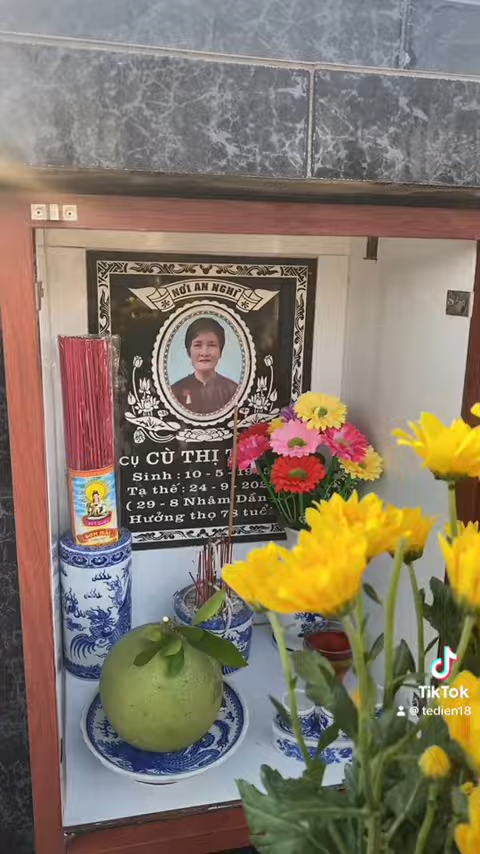 NƠI AN NGHỈ
CỤ CÙ THỊ
Sinh : 10 - 5 - 19
Tạ thế : 24 - 9 - 202
( 29 - 8 Nhâm Dần
Hưởng thọ 78 tuổi
TikTok
@ tedien18